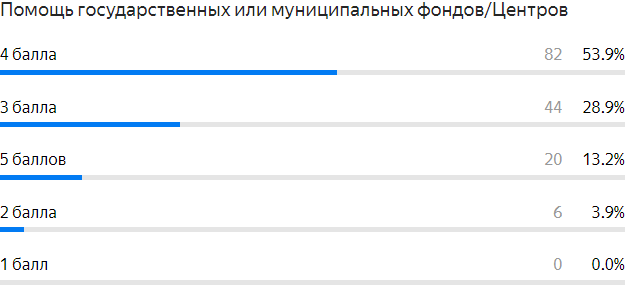 Помощь государственных или муниципальных фондов/Центров
4 балла 82 53.9%
3 балла 44 28.9%
5 баллов 20 13.2%
2 балла 6 3.9%
1 балл 0 0.0%